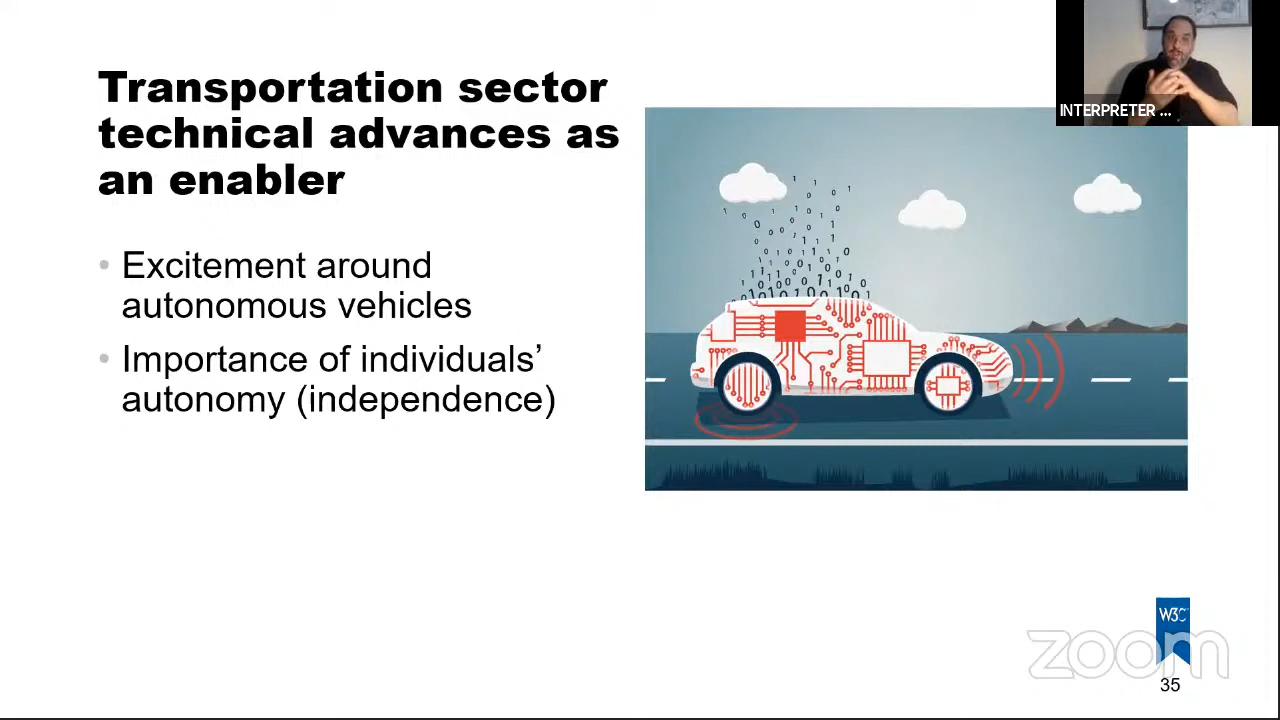 Transportation sector
technical advances as
an enabler
• Excitement around
autonomous vehicles
• Importance of individuals’
autonomy (independence)
INTERPRETER ...
W3C
zoom
35